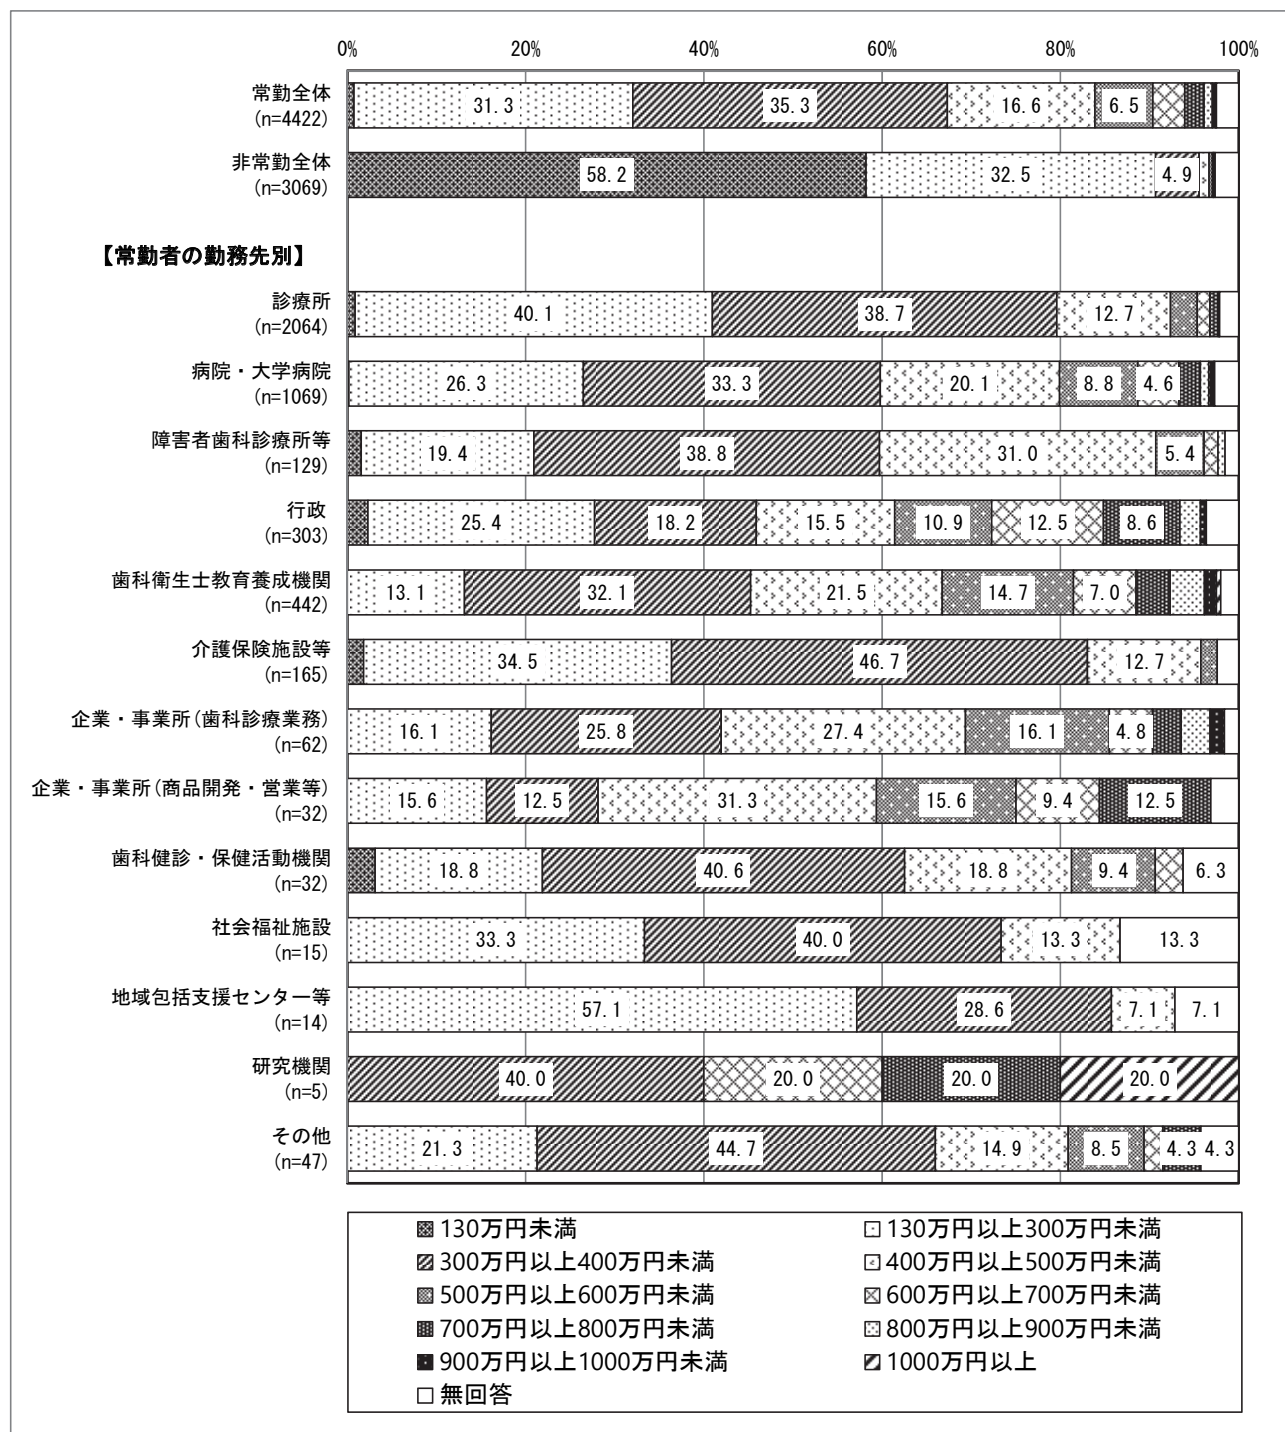 0% 20% 40% 60% 80% 100%
常勤全体
(n=4422)
31.3 35.3 16.6 6.5
非常勤全体
(n=3069)
58.2 32.5 4.9
【常勤者の勤務先別】
診療所
(n=2064)
40.1 38.7 12.7
病院・大学病院
(n=1069)
26.3 33.3 20.1 8.8 4.6
障害者歯科診療所等
(n=129)
19.4 38.8 31.0 5.4
行政
(n=303)
25.4 18.2 15.5 10.9 12.5 8.6
歯科衛生士教育養成機関
(n=442)
13.1 32.1 21.5 14.7 7.0
介護保険施設等
(n=165)
34.5 46.7 12.7
企業・事業所(歯科診療業務)
(n=62)
16.1 25.8 27.4 16.1 4.8
企業・事業所(商品開発・営業等)
(n=32)
15.6 12.5 31.3 15.6 9.4 12.5
歯科健診・保健活動機関
(n=32)
18.8 40.6 18.8 9.4 6.3
社会福祉施設
(n=15)
33.3 40.0 13.3 13.3
地域包括支援センター等
(n=14)
57.1 28.6 7.1 7.1
研究機関
(n=5)
40.0 20.0 20.0 20.0
その他
(n=47)
21.3 44.7 14.9 8.5 4.3 4.3
130万円未満 130万円以上300万円未満
300万円以上400万円未満 400万円以上500万円未満
500万円以上600万円未満 600万円以上700万円未満
700万円以上800万円未満 800万円以上900万円未満
900万円以上1000万円未満 1000万円以上
無回答